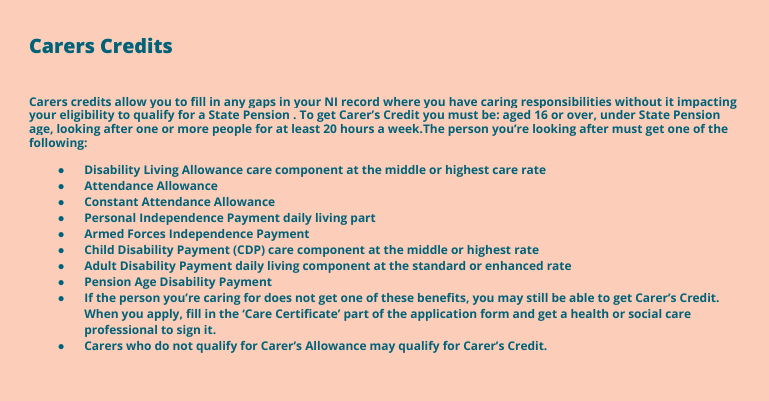 Carers Credits
Carers credits allow you to fill in any gaps in your NI record where you have caring responsibilities without it impacting
your eligibility to qualify for a State Pension . To get Carer’s Credit you must be: aged 16 or over, under State Pension
age, looking after one or more people for at least 20 hours a week.The person you’re looking after must get one of the
following:
● Disability Living Allowance care component at the middle or highest care rate
● Attendance Allowance
● Constant Attendance Allowance
● Personal Independence Payment daily living part
● Armed Forces Independence Payment
● Child Disability Payment (CDP) care component at the middle or highest rate
● Adult Disability Payment daily living component at the standard or enhanced rate
● Pension Age Disability Payment
● If the person you’re caring for does not get one of these benefits, you may still be able to get Carer’s Credit.
When you apply, fill in the ‘Care Certificate’ part of the application form and get a health or social care
professional to sign it.
● Carers who do not qualify for Carer’s Allowance may qualify for Carer’s Credit.